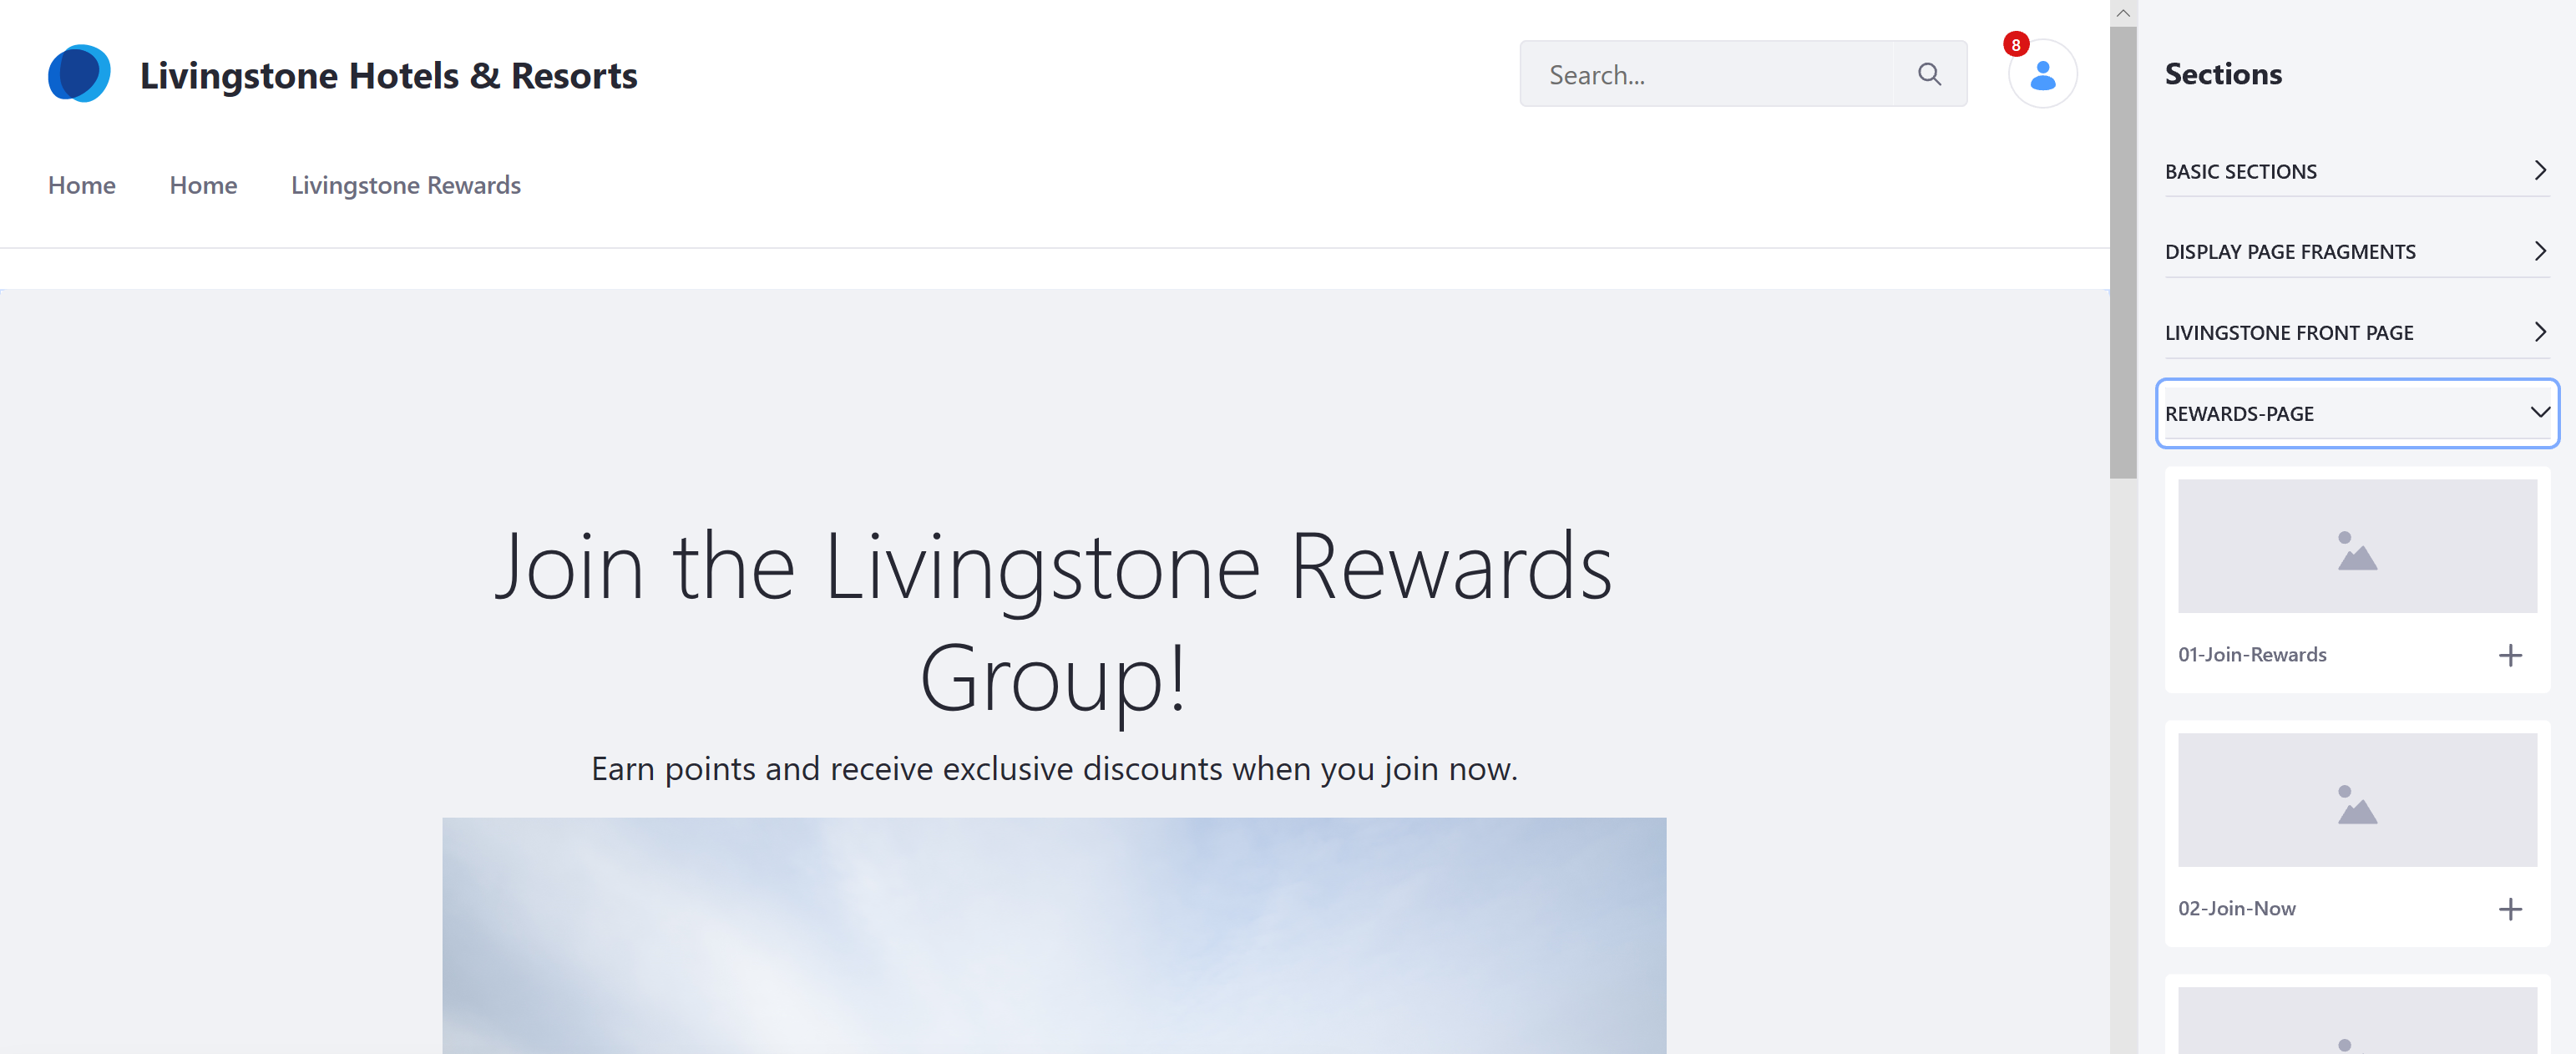 Livingstone Hotels & Resorts
Search...
8
Home
Home
Livingstone Rewards
Join the Livingstone Rewards
Group!
Earn points and receive exclusive discounts when you join now.
Sections
BASIC SECTIONS
DISPLAY PAGE FRAGMENTS
LIVINGSTONE FRONT PAGE
REWARDS-PAGE
01-Join-Rewards
02-Join-Now